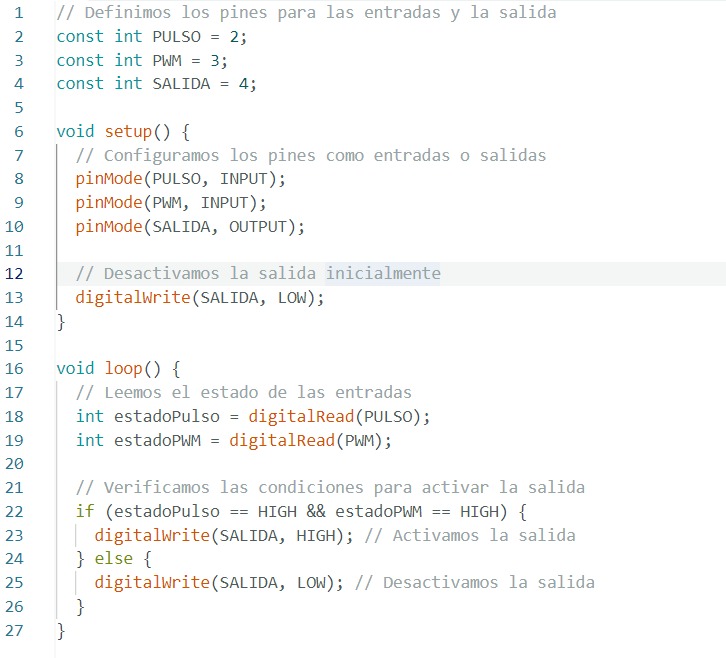 1 // Definimos los pines para las entradas y la salida
2 const int PULSO = 2;
3 const int PWM = 3;
4 const int SALIDA = 4;
5
6 void setup() {
7   // Configuramos los pines como entradas o salidas
8   pinMode(PULSO, INPUT);
9   pinMode(PWM, INPUT);
10   pinMode(SALIDA, OUTPUT);
11
12   // Desactivamos la salida inicialmente
13   digitalWrite(SALIDA, LOW);
14 }
15
16 void loop() {
17   // Leemos el estado de las entradas
18   int estadoPulso = digitalRead(PULSO);
19   int estadoPWM = digitalRead(PWM);
20
21   // Verificamos las condiciones para activar la salida
22   if (estadoPulso == HIGH && estadoPWM == HIGH) {
23     digitalWrite(SALIDA, HIGH); // Activamos la salida
24   } else {
25     digitalWrite(SALIDA, LOW); // Desactivamos la salida
26   }
27 }